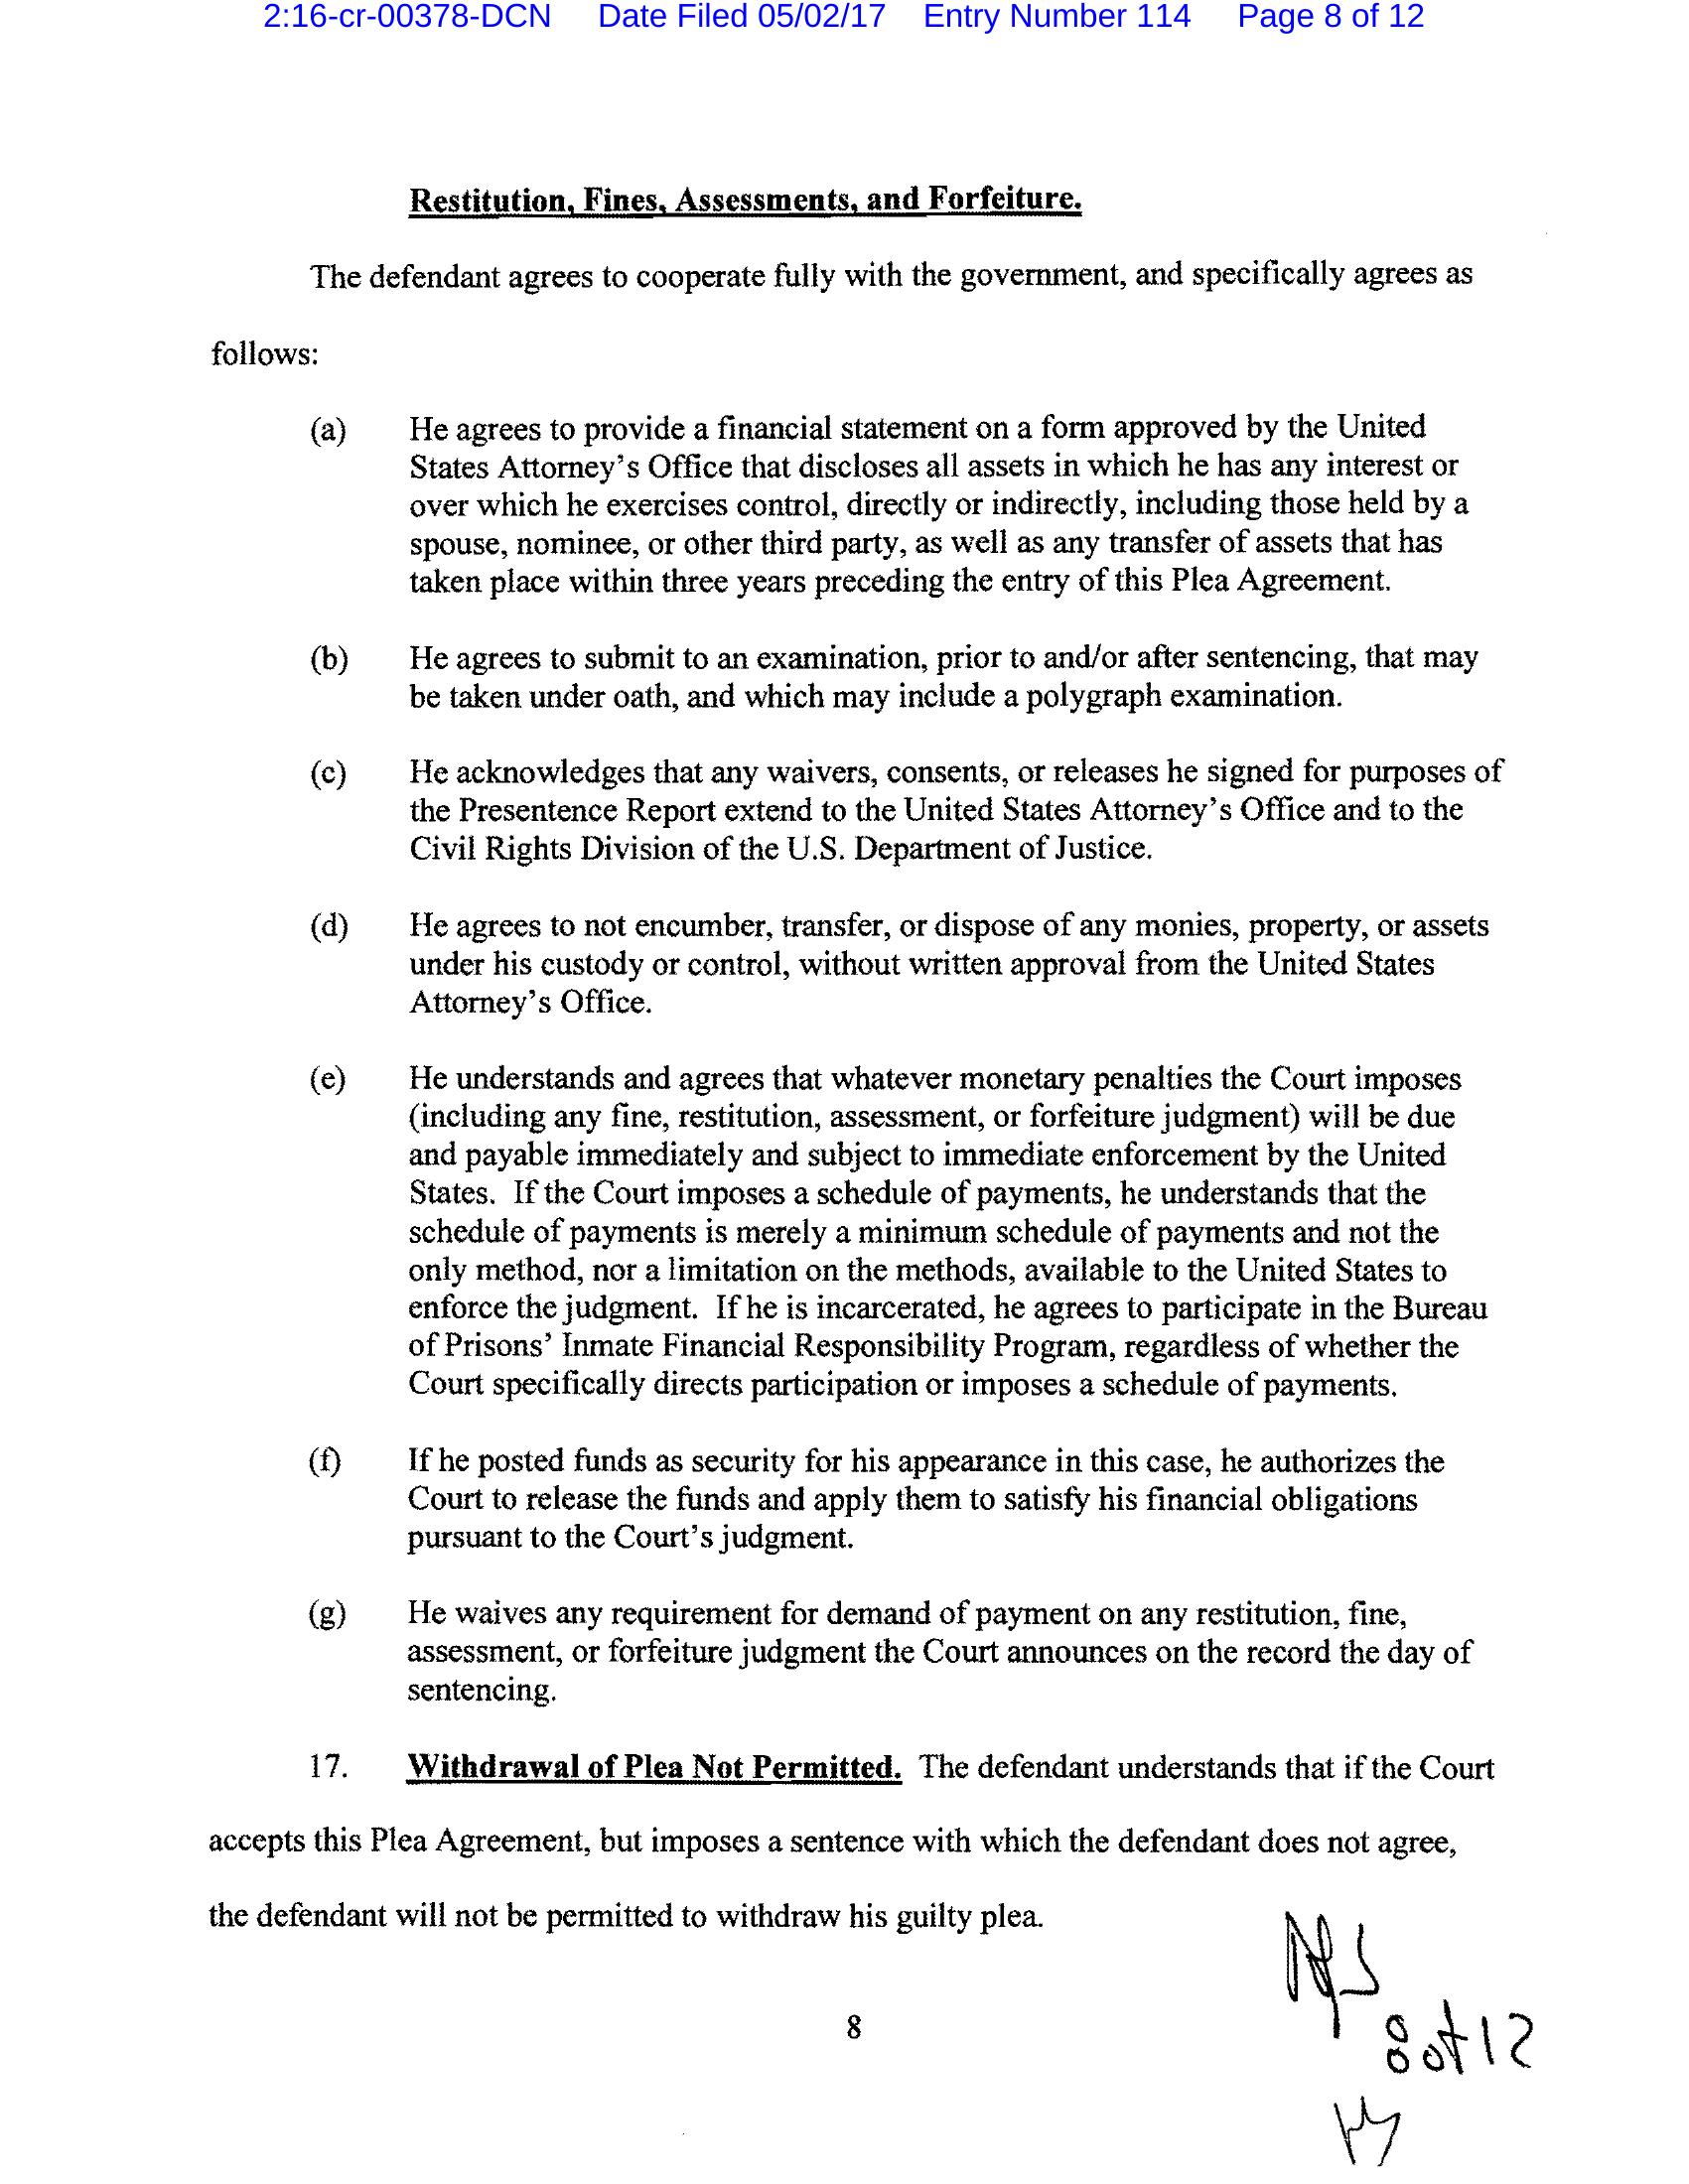 2:16-cr-00378-DCN Date Filed 05/02/17 Entry Number 114 Page 8 of 12
Restitution, Fines, Assessments, and Forfeiture.
The defendant agrees to cooperate fully with the government, and specifically agrees as
follows:
(a) He agrees to provide a financial statement on a form approved by the United
States Attorney's Office that discloses all assets in which he has any interest or
over which he exercises control, directly or indirectly, including those held by a
spouse, nominee, or other third party, as well as any transfer of assets that has
taken place within three years preceding the entry of this Plea Agreement.
(b) He agrees to submit to an examination, prior to and/or after sentencing, that may
be taken under oath, and which may include a polygraph examination.
(c) He acknowledges that any waivers, consents, or releases he signed for purposes of
the Presentence Report extend to the United States Attorney's Office and to the
Civil Rights Division of the U.S. Department of Justice.
(d) He agrees to not encumber, transfer, or dispose of any monies, property, or assets
under his custody or control, without written approval from the United States
Attorney's Office.
(e) He understands and agrees that whatever monetary penalties the Court imposes
(including any fine, restitution, assessment, or forfeiture judgment) will be due
and payable immediately and subject to immediate enforcement by the United
States. If the Court imposes a schedule of payments, he understands that the
schedule of payments is merely a minimum schedule of payments and not the
only method, nor a limitation on the methods, available to the United States to
enforce the judgment. If he is incarcerated, he agrees to participate in the Bureau
of Prisons' Inmate Financial Responsibility Program, regardless of whether the
Court specifically directs participation or imposes a schedule of payments.
(f) If he posted funds as security for his appearance in this case, he authorizes the
Court to release the funds and apply them to satisfy his financial obligations
pursuant to the Court's judgment.
(g) He waives any requirement for demand of payment on any restitution, fine,
assessment, or forfeiture judgment the Court announces on the record the day of
sentencing.
17. Withdrawal of Plea Not Permitted. The defendant understands that if the Court
accepts this Plea Agreement, but imposes a sentence with which the defendant does not agree,
the defendant will not be permitted to withdraw his guilty plea.
8
8 of 12